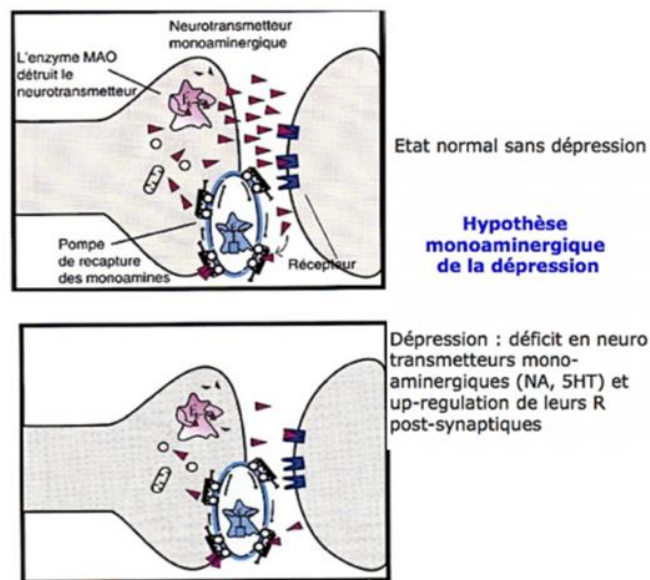 Neurotransmetteur
monoaminergique
L'enzyme MAO
détruit le
neurotransmetteur
Pompe
de recapture
des monoamines
Récepteur
Etat normal sans dépression
Hypothèse
monoaminergique
de la dépression
Dépression : déficit en neuro
transmetteurs mono-
aminergiques (NA, 5HT) et
up-regulation de leurs R
post-synaptiques